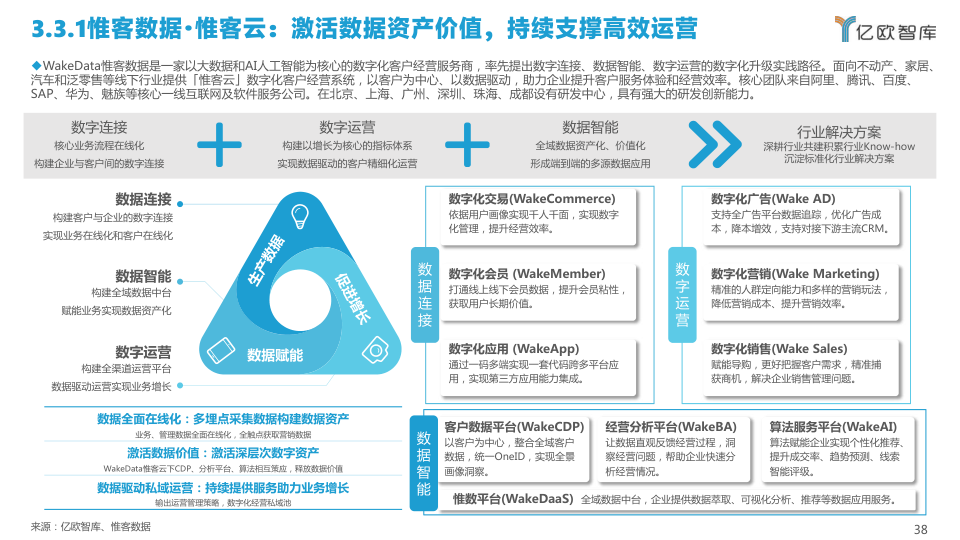 3.3.1惟客数据·惟客云：激活数据资产价值，持续支撑高效运营
亿欧智库
◆WakeData惟客数据是一家以大数据和AI人工智能为核心的数字化客户经营服务商，率先提出数字连接、数据智能、数字运营的数字化升级实践路径。面向不动产、家居、
汽车和泛零售等线下行业提供「惟客云」数字化客户经营系统，以客户为中心、以数据驱动，助力企业提升客户服务体验和经营效率。核心团队来自阿里、腾讯、百度、
SAP、华为、魅族等核心一线互联网及软件服务公司。在北京、上海、广州、深圳、珠海、成都设有研发中心，具有强大的研发创新能力。
数字连接
核心业务流程在线化
构建企业与客户间的数字连接
数字运营
构建以增长为核心的指标体系
实现数据驱动的客户精细化运营
数据智能
全域数据资产化、价值化
形成端到端的多源数据应用
行业解决方案
深耕行业共建积累行业Know-how
沉淀标准化行业解决方案
数据连接
构建客户与企业的数字连接
实现业务在线化和客户在线化
数据智能
构建全域数据中台
赋能业务实现数据资产化
数字运营
构建全渠道运营平台
数据驱动运营实现业务增长
生产数据
促进增长
数据赋能
数据全面在线化：多埋点采集数据构建数据资产
业务、管理数据全面在线化，全触点获取营销数据
激活数据价值：激活深层次数字资产
WakeData惟客云下CDP、分析平台、算法相互策应，释放数据价值
数据驱动私域运营：持续提供服务助力业务增长
输出运营管理策略，数字化经营私域池
数据连接
数字化交易(WakeCommerce)
依据用户画像实现千人千面，实现数字
化管理，提升经营效率。
数字化会员 (WakeMember)
打通线上线下会员数据，提升会员粘性，
获取用户长期价值。
数字化应用 (WakeApp)
通过一码多端实现一套代码跨多平台应
用，实现第三方应用能力集成。
数字运营
数字化广告(Wake AD)
支持全广告平台数据追踪，优化广告成
本，降本增效，支持对接下游主流CRM。
数字化营销(Wake Marketing)
精准的人群定向能力和多样的营销玩法，
降低营销成本、提升营销效率。
数字化销售(Wake Sales)
赋能导购，更好把握客户需求，精准捕
获商机，解决企业销售管理问题。
数据智能
客户数据平台(WakeCDP)
以客户为中心，整合全域客户
数据，统一OneID，实现全景
画像洞察。
经营分析平台(WakeBA)
让数据直观反馈经营过程，洞
察经营问题，帮助企业快速分
析经营情况。
算法服务平台(WakeAI)
算法赋能企业实现个性化推荐、
提升成交率、趋势预测、线索
智能评级。
惟数平台(WakeDaaS) 全域数据中台，企业提供数据萃取、可视化分析、推荐等数据应用服务。
来源：亿欧智库、惟客数据
38